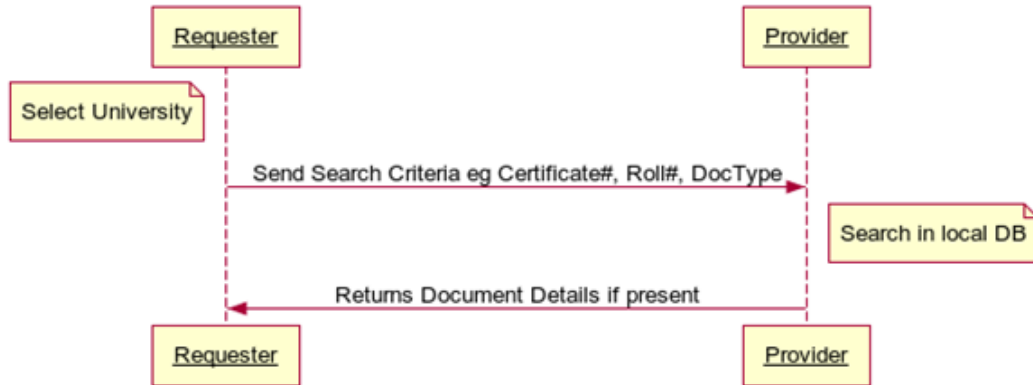 Requester
Provider
Select University
Send Search Criteria eg Certificate#, Roll#, DocType
Search in local DB
Returns Document Details if present
Requester
Provider